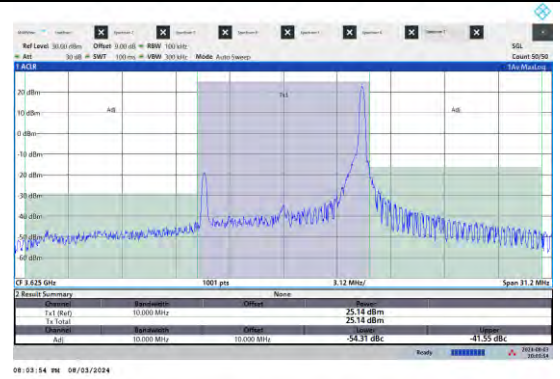 Ref Level 30.00 dBm Offset 9.00 dB RBW 100 kHz SGL
Att 30 dB SWT 100 ms VBW 300 kHz Mode Auto Sweep Count 50/50
1 ACLR
20 dBm
Tx1
10 dBm
Adj
Adj
0 dBm
-10 dBm
-20 dBm
-30 dBm
-40 dBm
-50 dBm
-60 dBm
CF 3.625 GHz 1001 pts 3.12 MHz/ Span 31.2 MHz
2 Result Summary None
Channel Bandwidth Offset Power
Tx1 (Ref) 10.000 MHz 25.14 dBm
Tx Total 25.14 dBm
Channel Bandwidth Offset Lower Upper
Adj 10.000 MHz 10.000 MHz -54.31 dBc -41.55 dBc
Ready
08:03:54 PM 08/03/2024